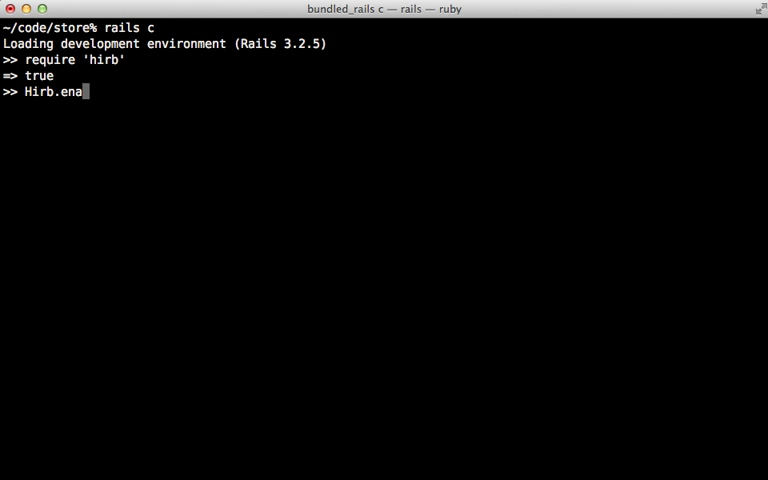 bundled_rails c — rails — ruby
~/code/store% rails c
Loading development environment (Rails 3.2.5)
>> require 'hirb'
=> true
>> Hirb.ena